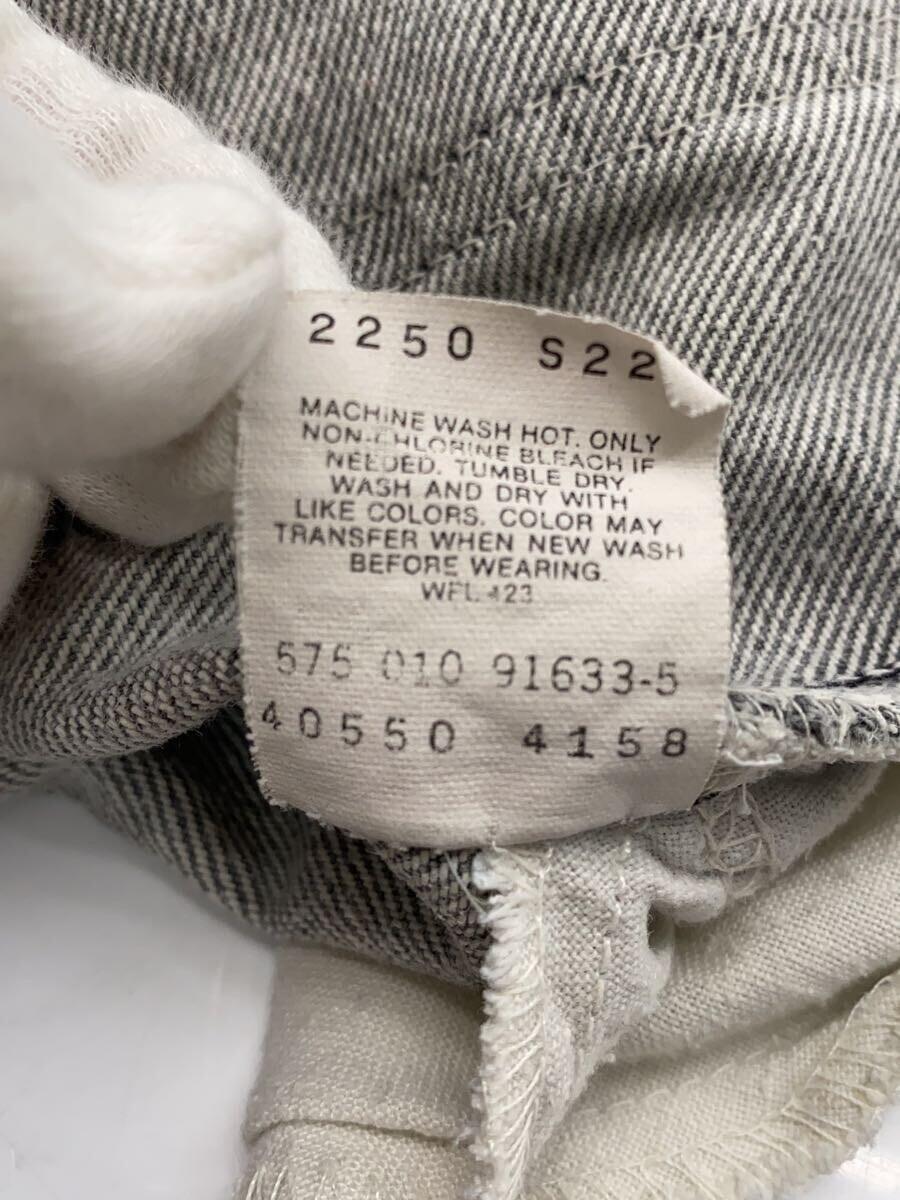 2250 S22
MACHINE WASH HOT. ONLY
NON-CHLORINE BLEACH IF
NEEDED. TUMBLE DRY.
WASH AND DRY WITH
LIKE COLORS. COLOR MAY
TRANSFER WHEN NEW WASH
BEFORE WEARING.
WPL 423
575 010 91633-5
40550 4158